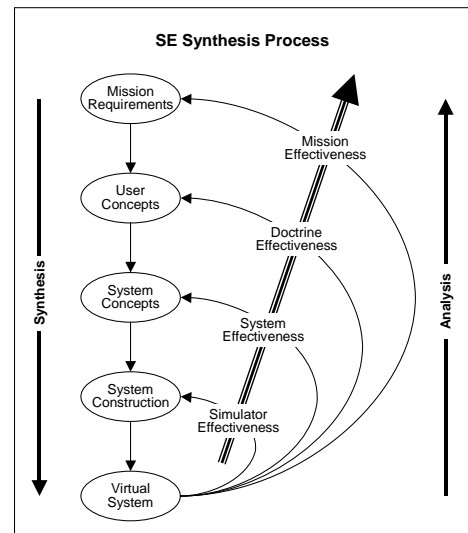 SE Synthesis Process
Mission
Requirements
Mission
Effectiveness
User
Concepts
Doctrine
Effectiveness
Synthesis
Analysis
System
Concepts
System
Effectiveness
System
Construction
Simulator
Effectiveness
Virtual
System